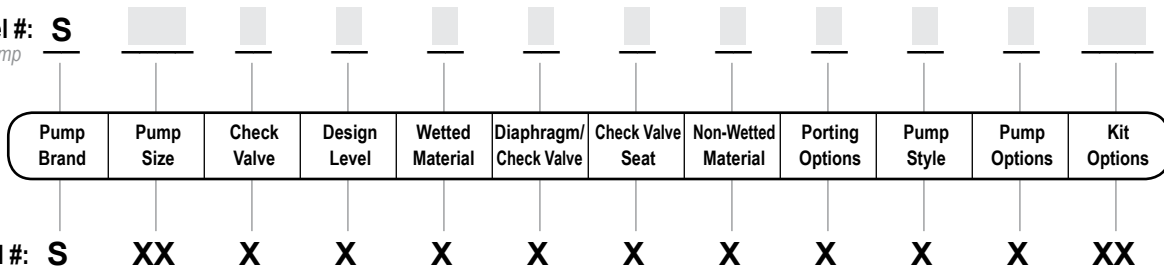 l #: S
mp
Pump Brand
Pump Size
Check Valve
Design Level
Wetted Material
Diaphragm/ Check Valve
Check Valve Seat
Non-Wetted Material
Porting Options
Pump Style
Pump Options
Kit Options
l #: S XX X X X X X X X X X XX